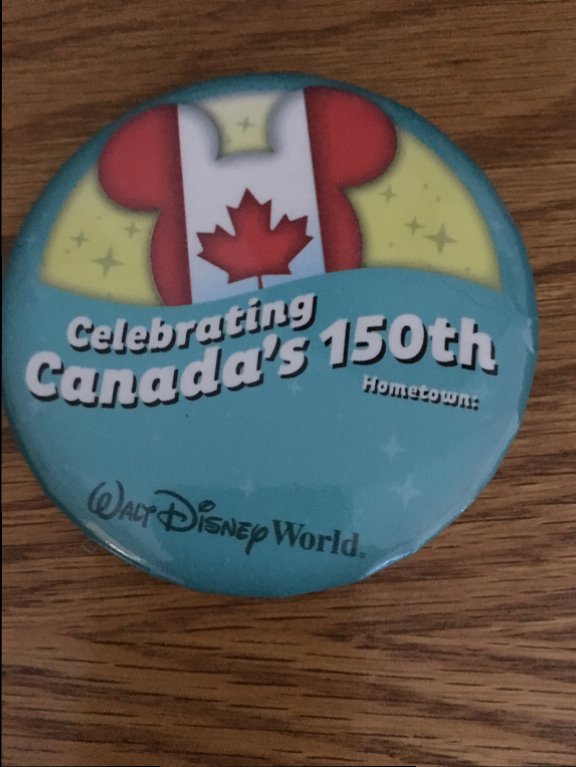 Celebrating
Canada's 150th
Hometown:
Walt Disney World.